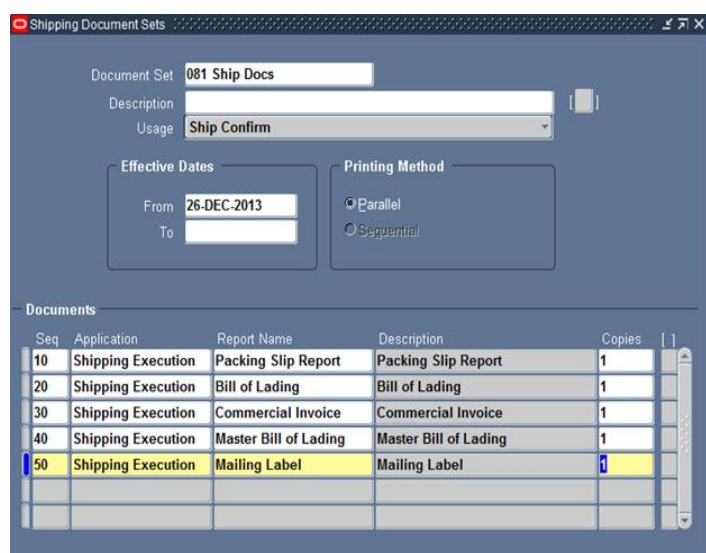 Shipping Document Sets
Document Set 081 Ship Docs
Description [ ]
Usage Ship Confirm
Effective Dates
From 26-DEC-2013
To
Printing Method
Parallel
Sequential
Documents
Seq Application Report Name Description Copies [ ]
10 Shipping Execution Packing Slip Report Packing Slip Report 1
20 Shipping Execution Bill of Lading Bill of Lading 1
30 Shipping Execution Commercial Invoice Commercial Invoice 1
40 Shipping Execution Master Bill of Lading Master Bill of Lading 1
50 Shipping Execution Mailing Label Mailing Label 1